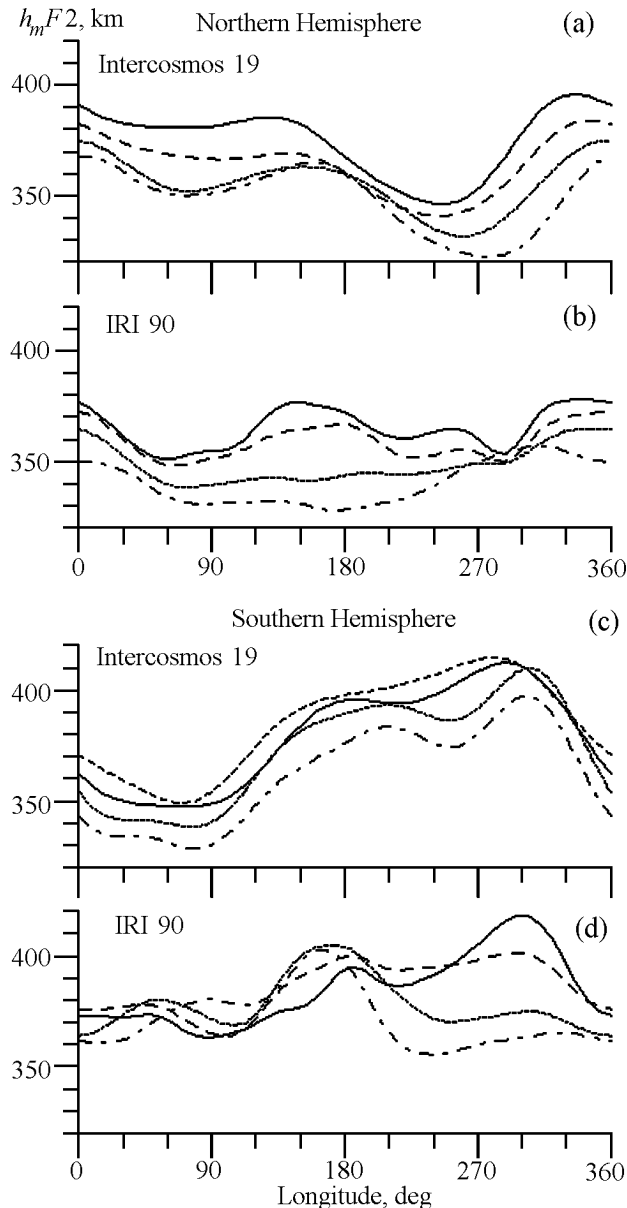 h_mF2, km Northern Hemisphere (a)
Intercosmos 19
400
350
IRI 90 (b)
400
350
0 90 180 270 360
Southern Hemisphere (c)
Intercosmos 19
400
350
IRI 90 (d)
400
350
0 90 180 270 360
Longitude, deg